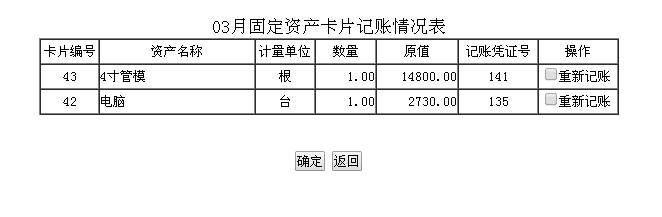 03月固定资产卡片记账情况表
卡片编号 资产名称 计量单位 数量 原值 记账凭证号 操作
43 4寸管模 根 1.00 14800.00 141 重新记账
42 电脑 台 1.00 2730.00 135 重新记账
确定 返回